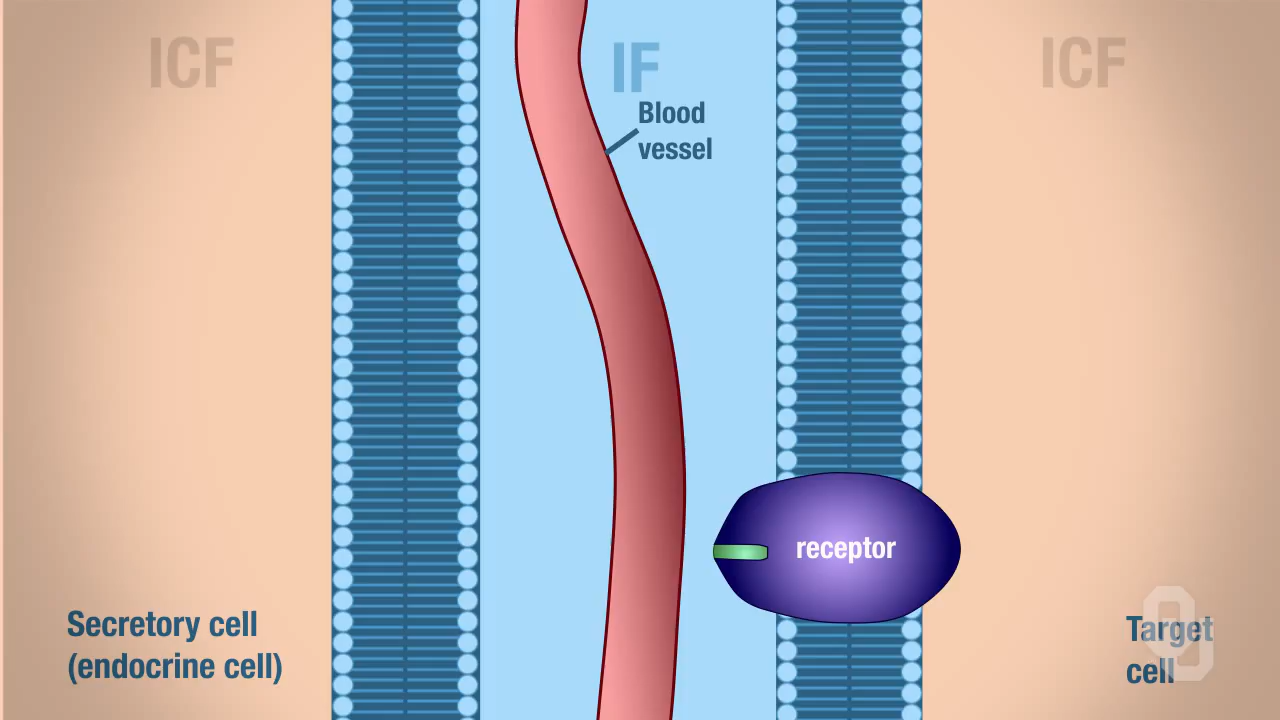 ICF
IF
ICF
Blood
vessel
receptor
Secretory cell
(endocrine cell)
Target
cell